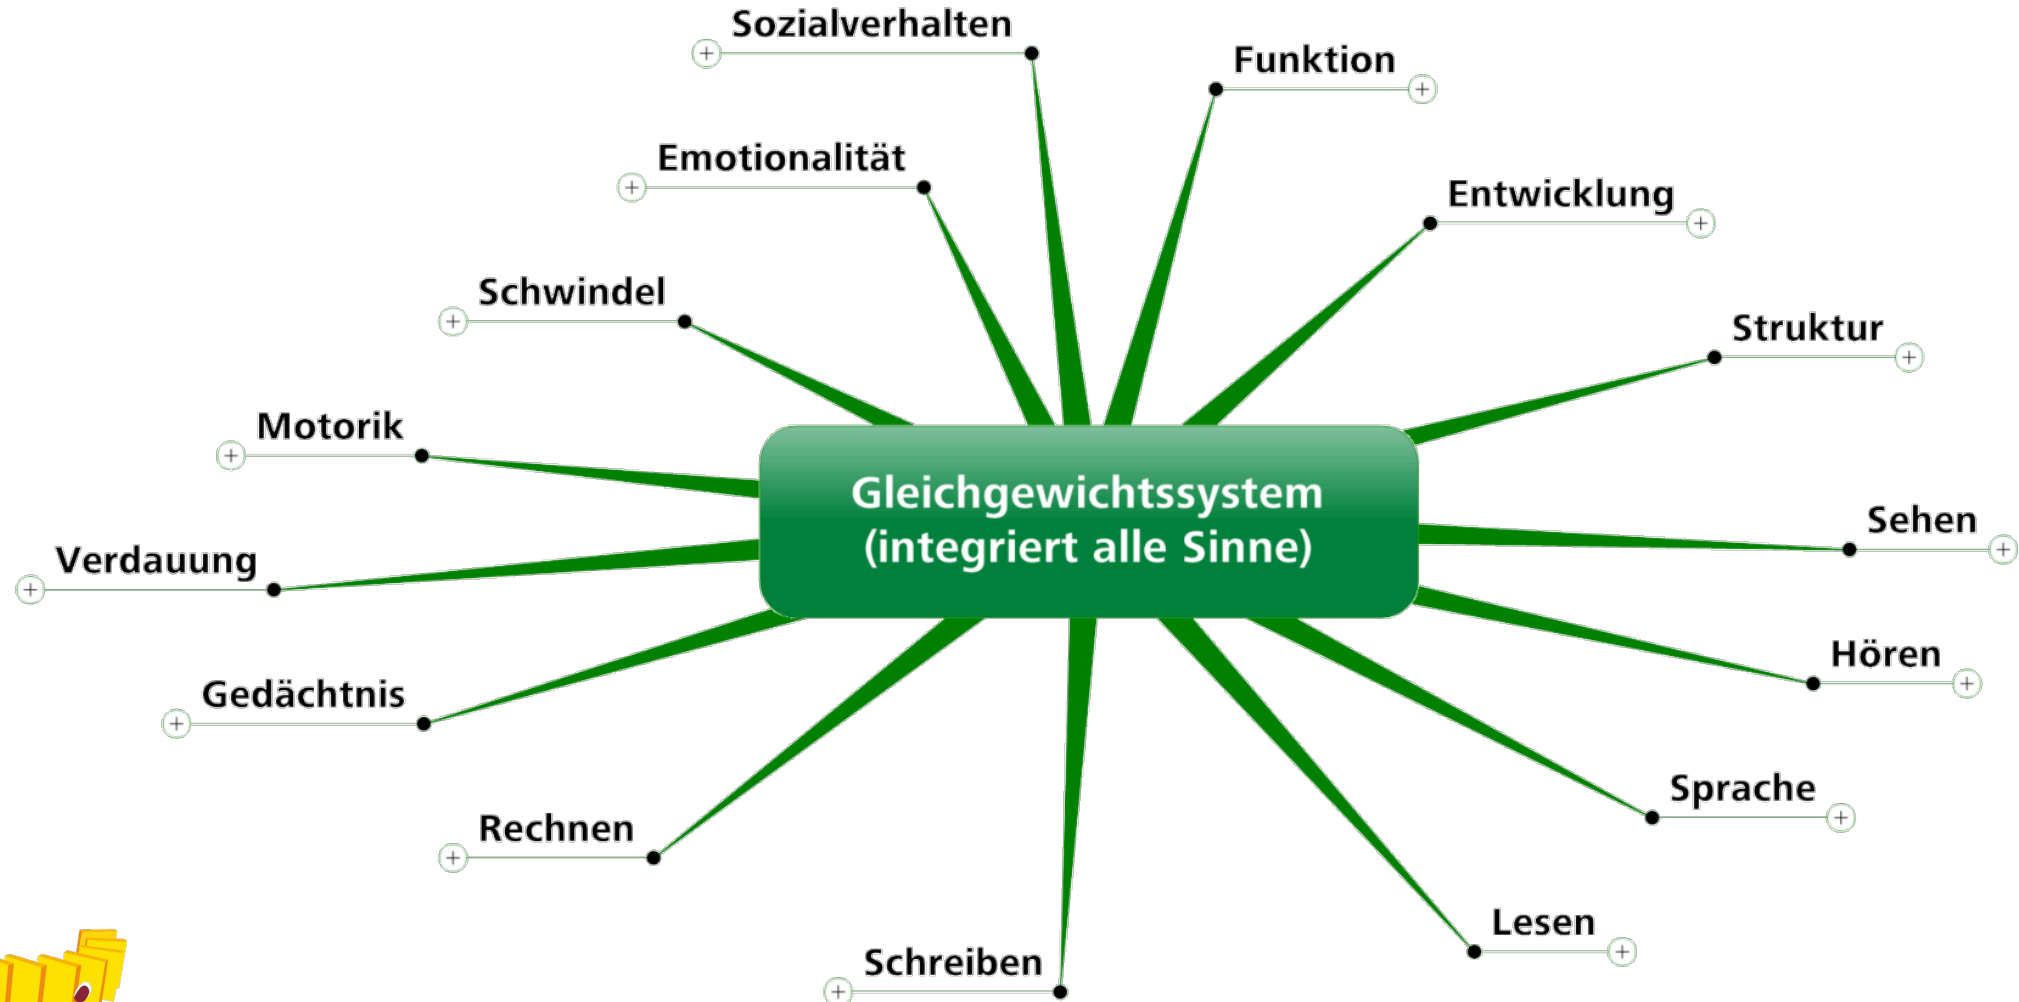 Sozialverhalten
Funktion
Emotionalität
Entwicklung
Schwindel
Struktur
Motorik
Gleichgewichtssystem
(integriert alle Sinne)
Sehen
Verdauung
Hören
Gedächtnis
Sprache
Rechnen
Lesen
Schreiben